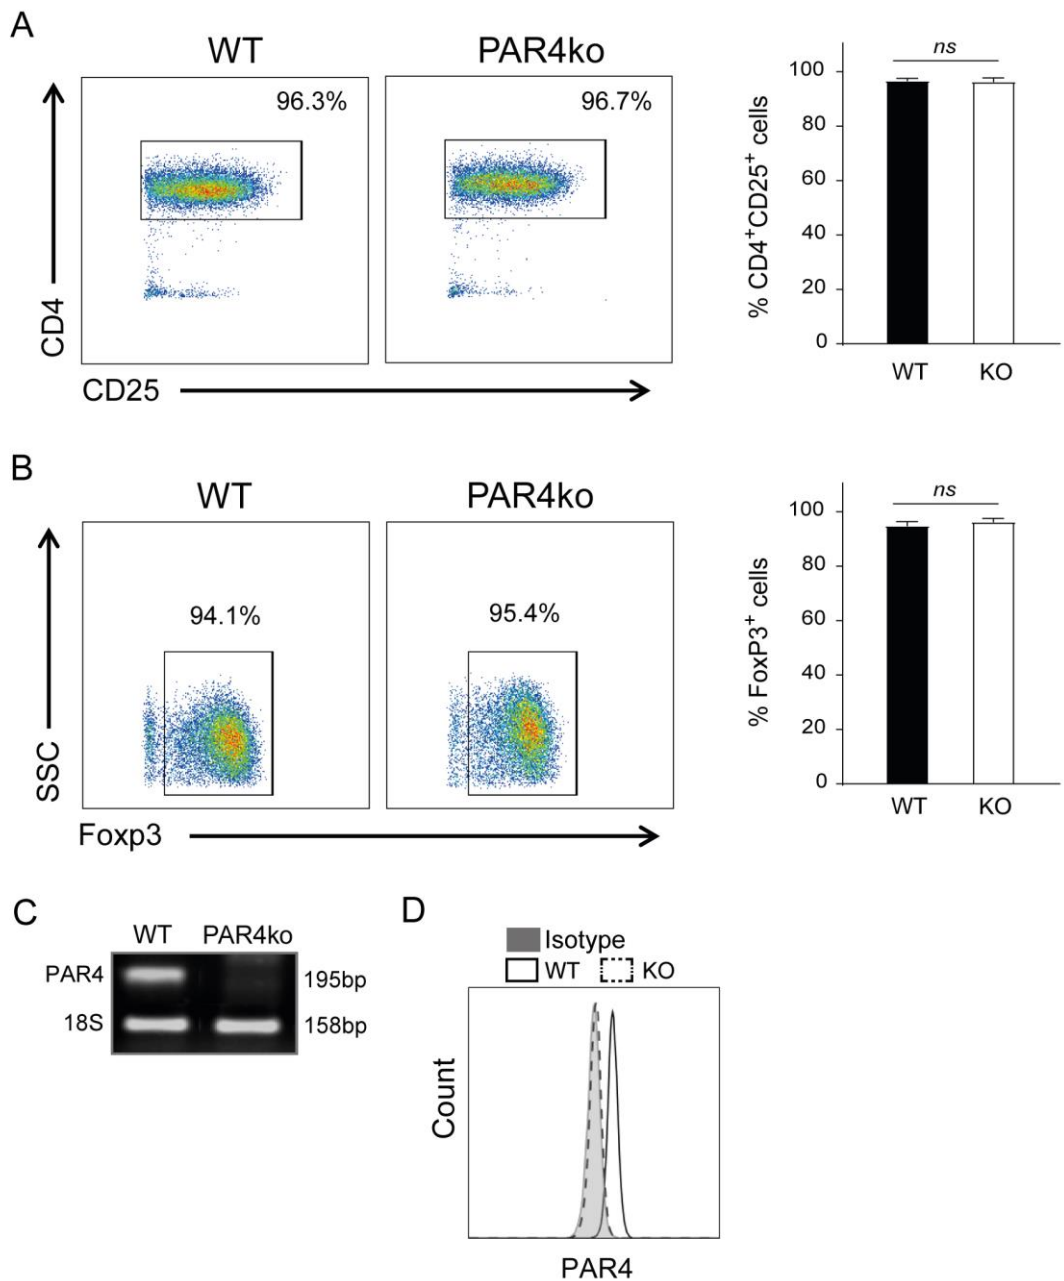 A
WT
PAR4ko
96.3%
96.7%
CD4
CD25
ns
100
80
60
40
20
0
% CD4+CD25+ cells
WT
KO
B
WT
PAR4ko
94.1%
95.4%
SSC
Foxp3
ns
100
80
60
40
20
0
% FoxP3+ cells
WT
KO
C
WT PAR4ko
PAR4 195bp
18S 158bp
D
Isotype
WT KO
Count
PAR4